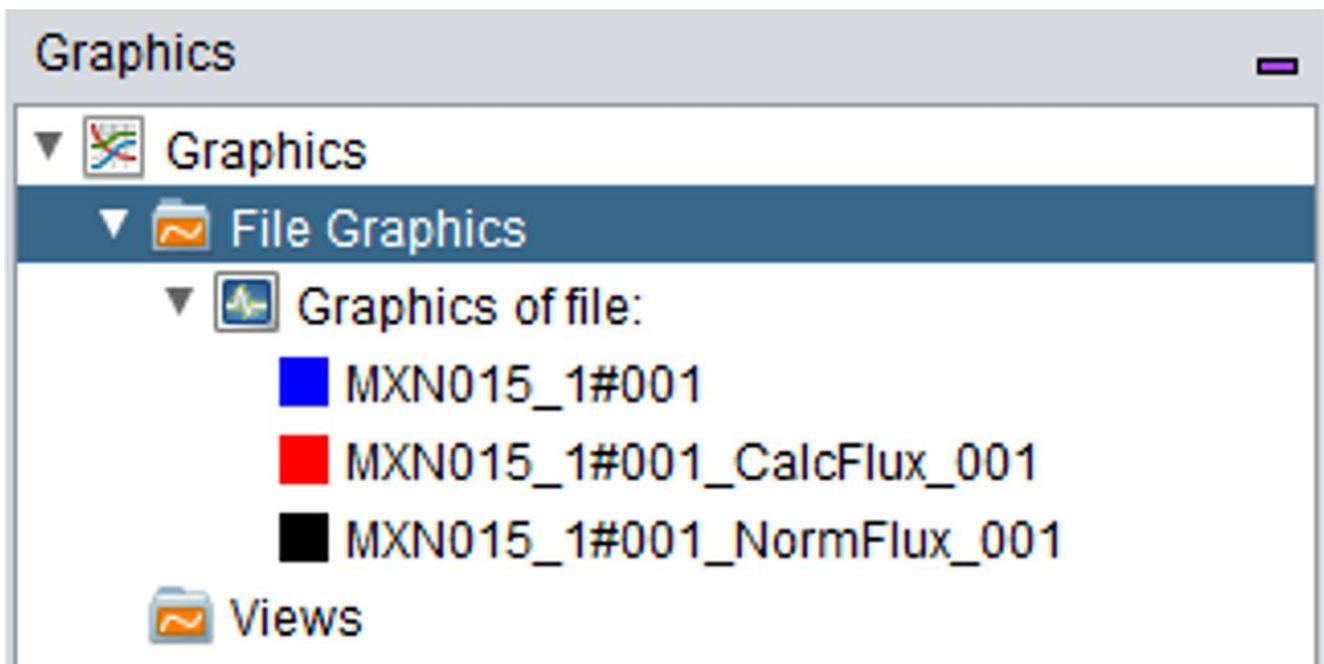 Graphics
Graphics
File Graphics
Graphics of file:
MXN015_1#001
MXN015_1#001_CalcFlux_001
MXN015_1#001_NormFlux_001
Views